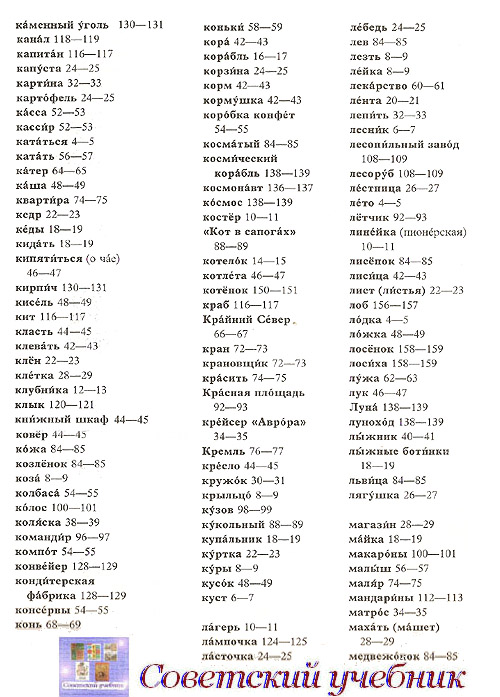 ка́менный у́голь 130—131
кана́л 118—119
капита́н 116—117
капу́ста 24—25
карти́на 32—33
карто́фель 24—25
ка́сса 52—53
касси́р 52—53
ката́ться 4—5
ката́ть 56—57
ка́тер 64—65
ка́ша 48—49
кварти́ра 74—75
кедр 22—23
ке́ды 18—19
кида́ть 18—19
кипяти́ться (о ча́е)
46—47
кирпи́ч 130—131
кисе́ль 48—49
кит 116—117
класть 44—45
клева́ть 42—43
клён 22—23
кле́тка 28—29
клубни́ка 12—13
клык 120—121
кни́жный шкаф 44—45
ковёр 44—45
ко́жа 84—85
козлёнок 84—85
коза́ 8—9
колбаса́ 54—55
ко́лос 100—101
коля́ска 38—39
команди́р 96—97
компо́т 54—55
конве́йер 128—129
конди́терская
фа́брика 128—129
консе́рвы 54—55
конь 68—69
коньки́ 58—59
кора́ 42—43
кора́бль 16—17
корзи́на 24—25
корм 42—43
корму́шка 42—43
коро́бка конфе́т
54—55
косма́тый 84—85
косми́ческий
кора́бль 138—139
космона́вт 136—137
ко́смос 138—139
костёр 10—11
«Кот в сапога́х»
88—89
котело́к 14—15
котле́та 46—47
котёнок 150—151
краб 116—117
Кра́йний Се́вер
66—67
кран 72—73
крановщи́к 72—73
кра́сить 74—75
Кра́сная пло́щадь
92—93
кре́йсер «Авро́ра»
34—35
Кремль 76—77
кре́сло 44—45
кружо́к 30—31
крыльцо́ 8—9
ку́зов 98—99
ку́кольный 88—89
купа́льник 18—19
ку́ртка 22—23
ку́ры 8—9
кусо́к 48—49
куст 6—7
ла́герь 10—11
ла́мпочка 124—125
ла́сточка 24—25
ле́бедь 24—25
лев 84—85
лезть 8—9
ле́йка 8—9
лека́рство 60—61
ле́нта 20—21
лепи́ть 32—33
лесни́к 6—7
лесопи́льный заво́д
108—109
лесору́б 108—109
ле́стница 26—27
ле́то 4—5
лётчик 92—93
лине́йка (пионе́рская)
10—11
лисёнок 84—85
лиси́ца 42—43
лист (ли́стья) 22—23
лоб 156—157
ло́дка 4—5
ло́жка 48—49
лосёнок 158—159
лоси́ха 158—159
лу́жа 62—63
лук 46—47
Луна́ 138—139
лунохо́д 138—139
лы́жник 40—41
лы́жные боти́нки
18—19
льви́ца 84—85
лягу́шка 26—27
магази́н 28—29
ма́йка 18—19
макаро́ны 100—101
малы́ш 56—57
маля́р 74—75
мандари́ны 112—113
матро́с 34—35
маха́ть (ма́шет)
28—29
медвежо́нок 84—85
Советский учебник
Советский учебник